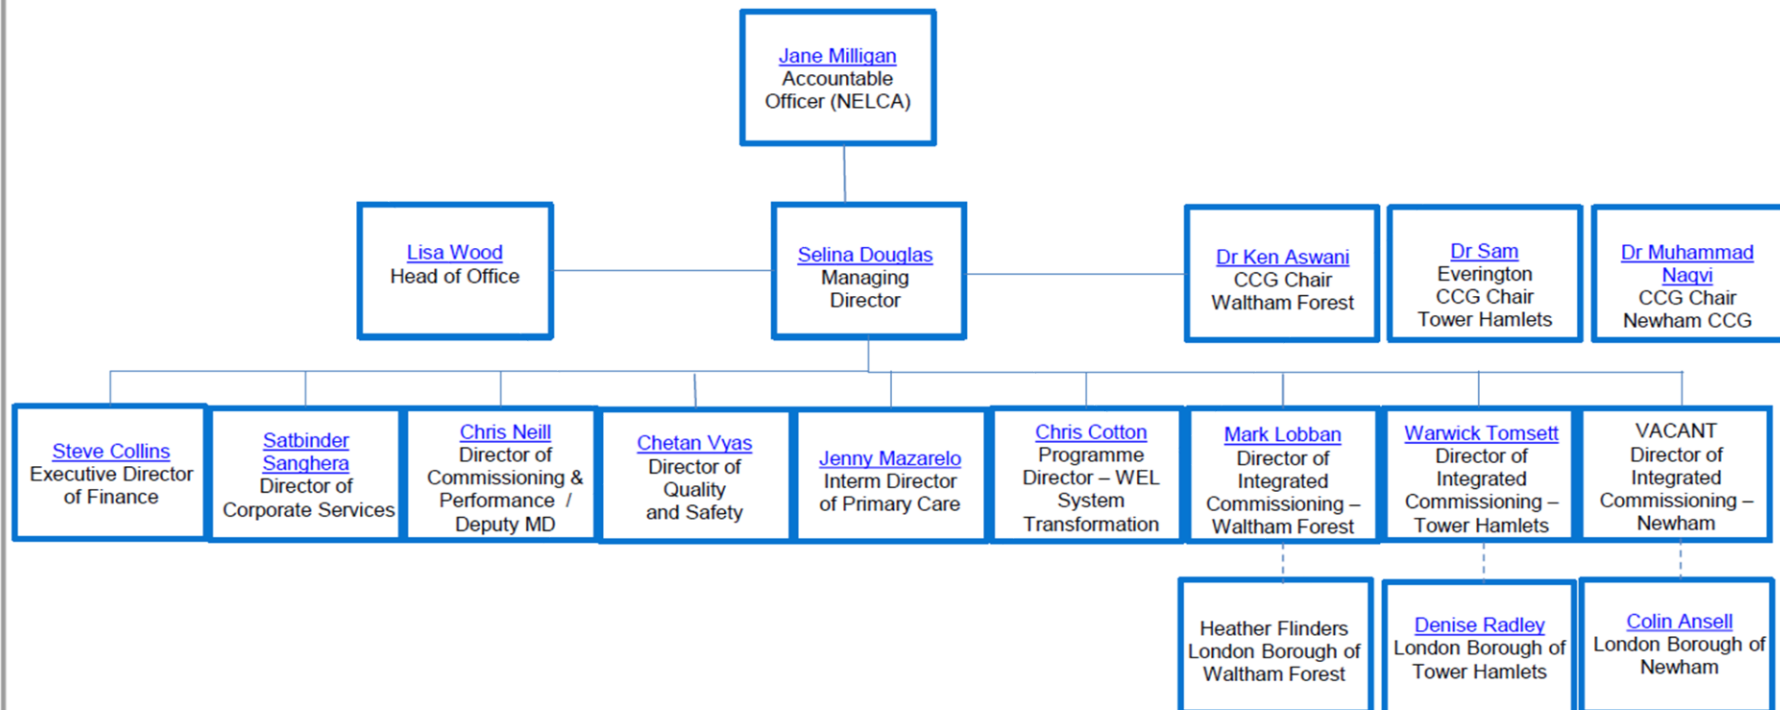 Jane Milligan
Accountable
Officer (NELCA)
Lisa Wood
Head of Office
Selina Douglas
Managing
Director
Dr Ken Aswani
CCG Chair
Waltham Forest
Dr Sam
Everington
CCG Chair
Tower Hamlets
Dr Muhammad
Naqvi
CCG Chair
Newham CCG
Steve Collins
Executive Director
of Finance
Satbinder
Sanghera
Director of
Corporate Services
Chris Neill
Director of
Commissioning &
Performance /
Deputy MD
Chetan Vyas
Director of
Quality
and Safety
Jenny Mazarelo
Interm Director
of Primary Care
Chris Cotton
Programme
Director – WEL
System
Transformation
Mark Lobban
Director of
Integrated
Commissioning –
Waltham Forest
Warwick Tomsett
Director of
Integrated
Commissioning –
Tower Hamlets
VACANT
Director of
Integrated
Commissioning –
Newham
Heather Flinders
London Borough of
Waltham Forest
Denise Radley
London Borough of
Tower Hamlets
Colin Ansell
London Borough of
Newham